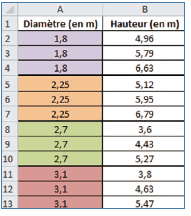 A B
1 Diamètre (en m) Hauteur (en m)
2 1,8 4,96
3 1,8 5,79
4 1,8 6,63
5 2,25 5,12
6 2,25 5,95
7 2,25 6,79
8 2,7 3,6
9 2,7 4,43
10 2,7 5,27
11 3,1 3,8
12 3,1 4,63
13 3,1 5,47